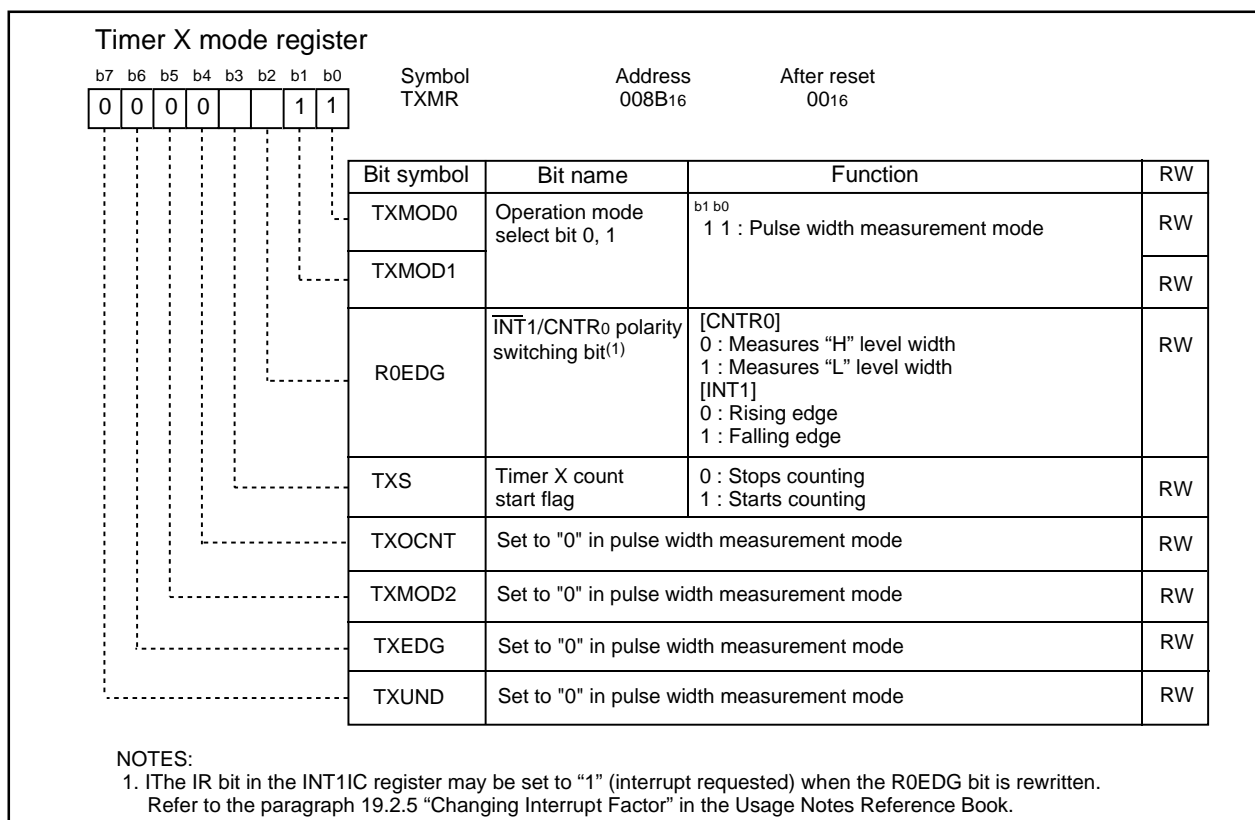 Timer X mode register
b7 b6 b5 b4 b3 b2 b1 b0
Symbol Address After reset
TXMR 008B16 0016
0 0 0 0 1 1
Bit symbol Bit name Function RW
TXMOD0 Operation mode select bit 0, 1 b1 b0
1 1 : Pulse width measurement mode RW
TXMOD1 RW
R0EDG INT1/CNTR0 polarity switching bit(1) [CNTR0]
0 : Measures “H” level width
1 : Measures “L” level width
[INT1]
0 : Rising edge
1 : Falling edge
RW
TXS Timer X count start flag 0 : Stops counting
1 : Starts counting
RW
TXOCNT Set to "0" in pulse width measurement mode RW
TXMOD2 Set to "0" in pulse width measurement mode RW
TXEDG Set to "0" in pulse width measurement mode RW
TXUND Set to "0" in pulse width measurement mode RW
NOTES:
1. IThe IR bit in the INT1IC register may be set to “1” (interrupt requested) when the R0EDG bit is rewritten.
Refer to the paragraph 19.2.5 “Changing Interrupt Factor” in the Usage Notes Reference Book.